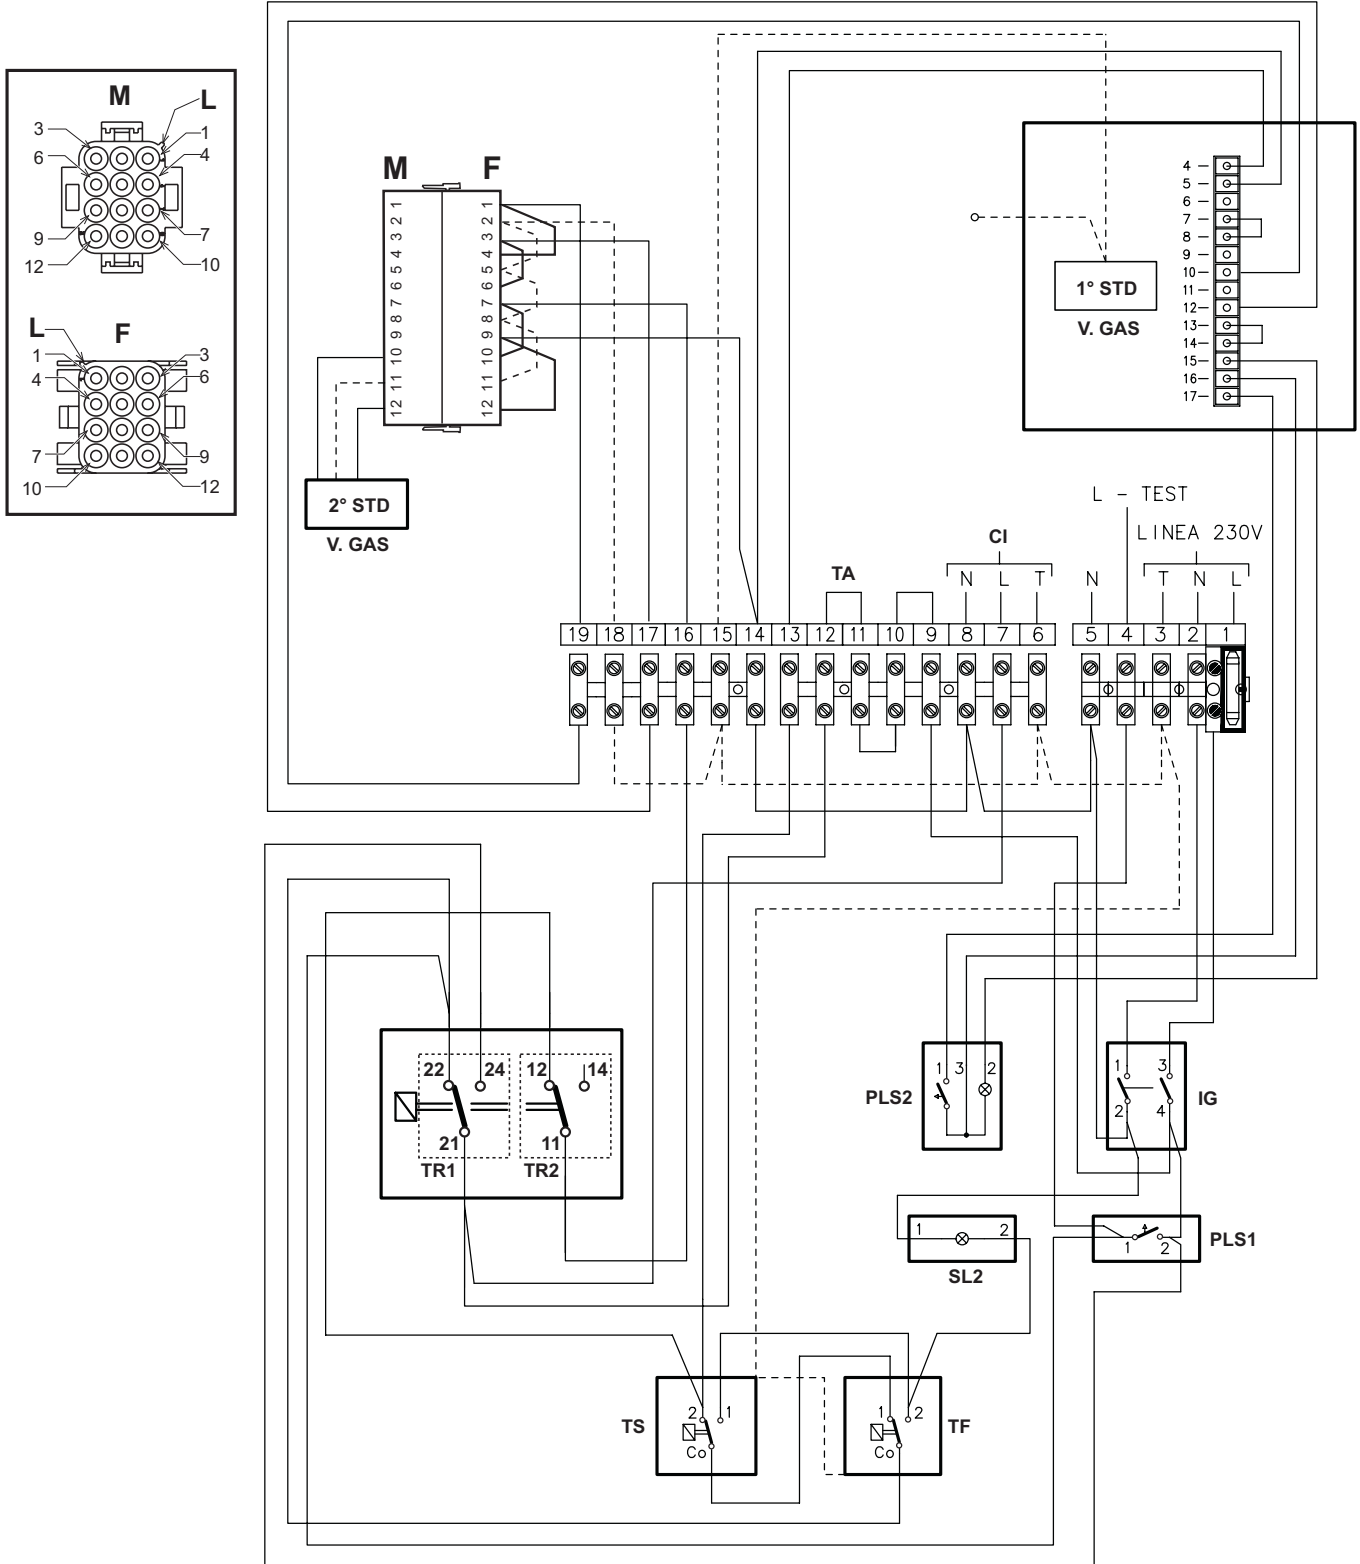 M
L
3
1
6
4
9
7
12
10
L
F
1
3
4
6
7
9
10
12
M F
1 1
2 2
3 3
4 4
5 5
6 6
7 7
8 8
9 9
10 10
11 11
12 12
2° STD
V. GAS
1° STD
V. GAS
4
5
6
7
8
9
10
11
12
13
14
15
16
17
L - TEST
LINEA 230V
CI
TA
N L T N T N L
19 18 17 16 15 14 13 12 11 10 9 8 7 6 5 4 3 2 1
22 24 12 14
21 11
TR1 TR2
1 3 2
PLS2
1 3
2 4
IG
1 2
SL2
1 2
PLS1
2 1
Co
TS
1 2
Co
TF